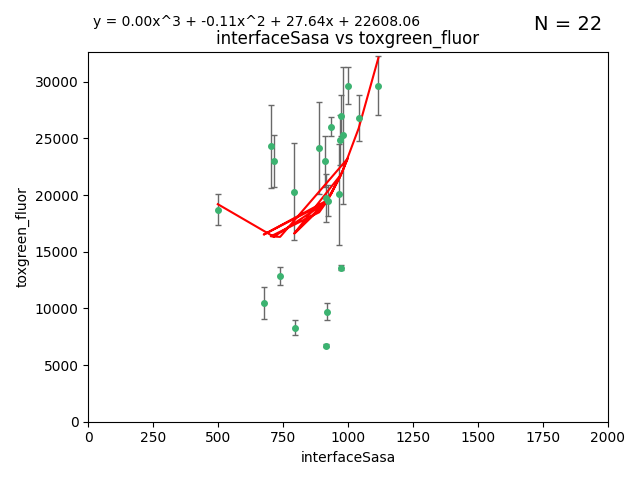 y = 0.00x^3 + -0.11x^2 + 27.64x + 22608.06
N = 22
interfaceSasa vs toxgreen_fluor
30000
25000
20000
15000
10000
5000
0
toxgreen_fluor
0 250 500 750 1000 1250 1500 1750 2000
interfaceSasa